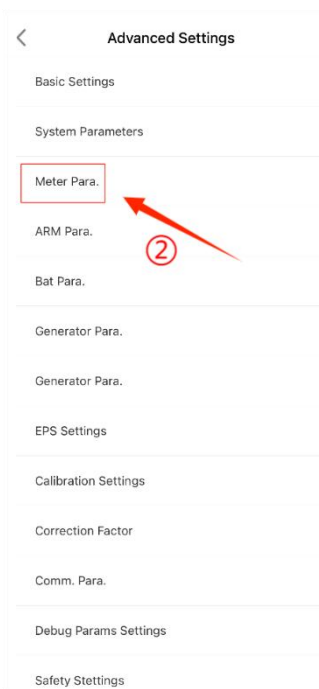 Advanced Settings
Basic Settings
System Parameters
Meter Para.
ARM Para.
②
Bat Para.
Generator Para.
Generator Para.
EPS Settings
Calibration Settings
Correction Factor
Comm. Para.
Debug Params Settings
Safety Stettings